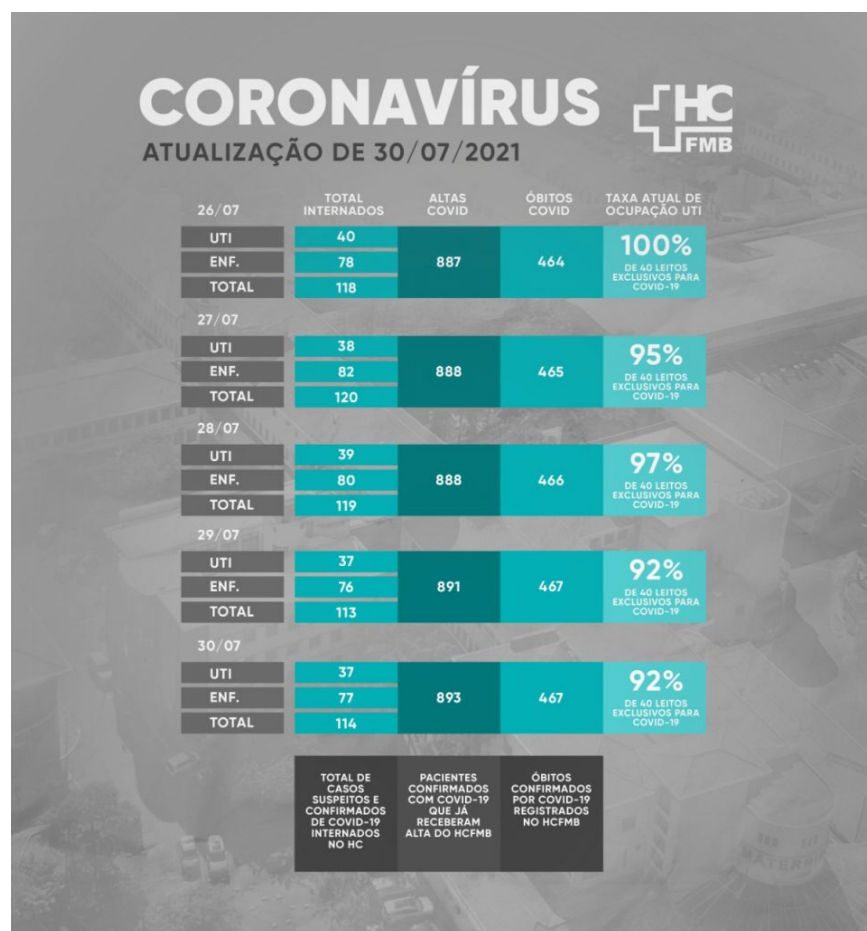 CORONAVÍRUS
HC
FMB
ATUALIZAÇÃO DE 30/07/2021
26/07
TOTAL
INTERNADOS
ALTAS
COVID
ÓBITOS
COVID
TAXA ATUAL DE
OCUPAÇÃO UTI
UTI
40
ENF.
78
TOTAL
118
887
464
100%
DE 40 LEITOS
EXCLUSIVOS PARA
COVID-19
27/07
UTI
38
ENF.
82
TOTAL
120
888
465
95%
DE 40 LEITOS
EXCLUSIVOS PARA
COVID-19
28/07
UTI
39
ENF.
80
TOTAL
119
888
466
97%
DE 40 LEITOS
EXCLUSIVOS PARA
COVID-19
29/07
UTI
37
ENF.
76
TOTAL
113
891
467
92%
DE 40 LEITOS
EXCLUSIVOS PARA
COVID-19
30/07
UTI
37
ENF.
77
TOTAL
114
893
467
92%
DE 40 LEITOS
EXCLUSIVOS PARA
COVID-19
TOTAL DE
CASOS
SUSPEITOS E
CONFIRMADOS
DE COVID-19
INTERNADOS
NO HC
PACIENTES
CONFIRMADOS
COM COVID-19
QUE JÁ
RECEBERAM
ALTA DO HCFMB
ÓBITOS
CONFIRMADOS
POR COVID-19
REGISTRADOS
NO HCFMB